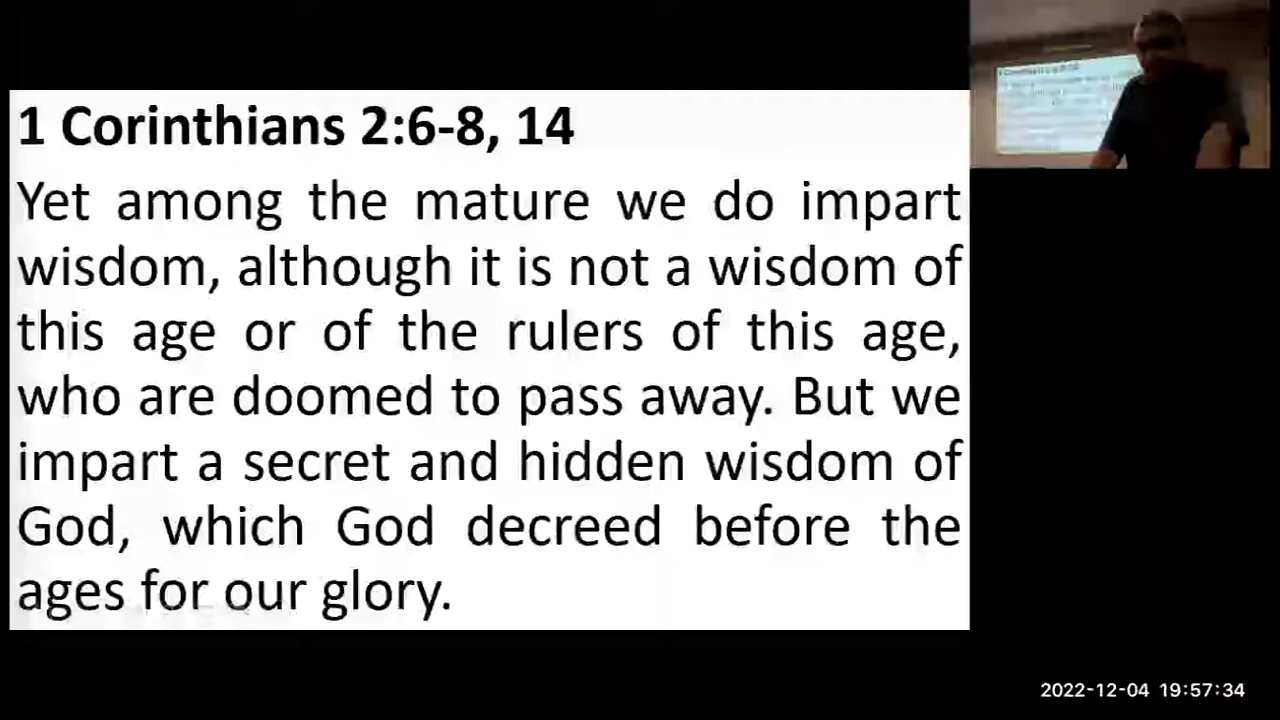 1 Corinthians 2:6-8, 14
Yet among the mature we do impart
wisdom, although it is not a wisdom of
this age or of the rulers of this age,
who are doomed to pass away. But we
impart a secret and hidden wisdom of
God, which God decreed before the
ages for our glory.
2022-12-04 19:57:34